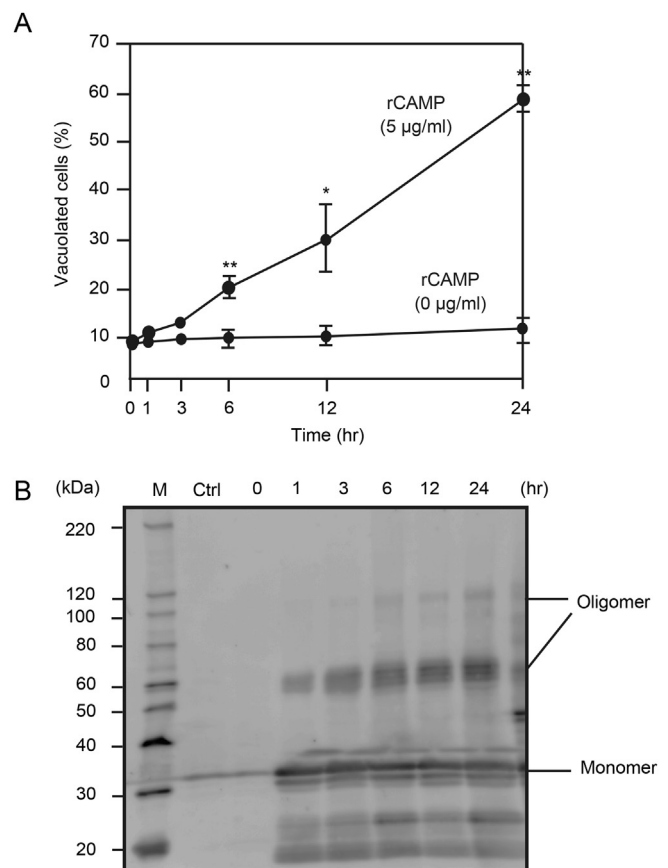 A
70
60
50
40
30
20
10
0
Vacuolated cells (%)
**
rCAMP
(5 μg/ml)
*
**
rCAMP
(0 μg/ml)
0 1 3 6 12 24
Time (hr)
B
(kDa) M Ctrl 0 1 3 6 12 24 (hr)
220
120
100
80
60
50
40
30
20
Oligomer
Monomer